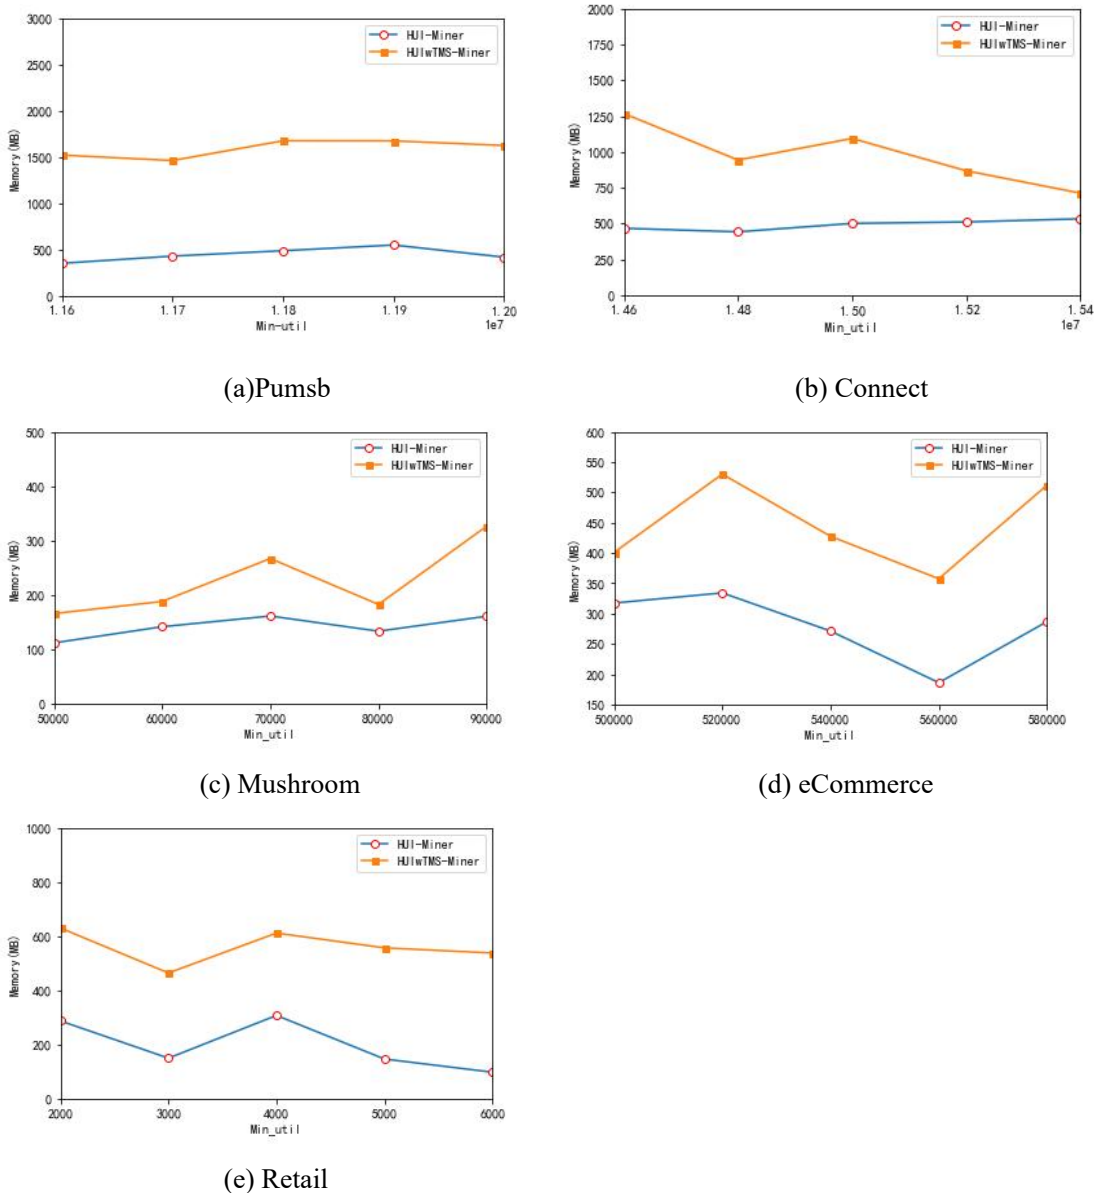 3000
2500
2000
1500
1000
500
0
Memory(MB)
HUI-Miner
HUIwTMS-Miner
1.16 1.17 1.18 1.19 1.20
1e7
Min-util
(a)Pumsb
2000
1750
1500
1250
1000
750
500
250
0
Memory(MB)
HUI-Miner
HUIwTMS-Miner
1.46 1.48 1.50 1.52 1.54
1e7
Min_util
(b) Connect
500
400
300
200
100
0
Memory(MB)
HUI-Miner
HUIwTMS-Miner
50000 60000 70000 80000 90000
Min_util
(c) Mushroom
600
550
500
450
400
350
300
250
200
150
Memory(MB)
HUI-Miner
HUIwTMS-Miner
500000 520000 540000 560000 580000
Min_util
(d) eCommerce
1000
800
600
400
200
0
Memory(MB)
HUI-Miner
HUIwTMS-Miner
2000 3000 4000 5000 6000
Min_util
(e) Retail